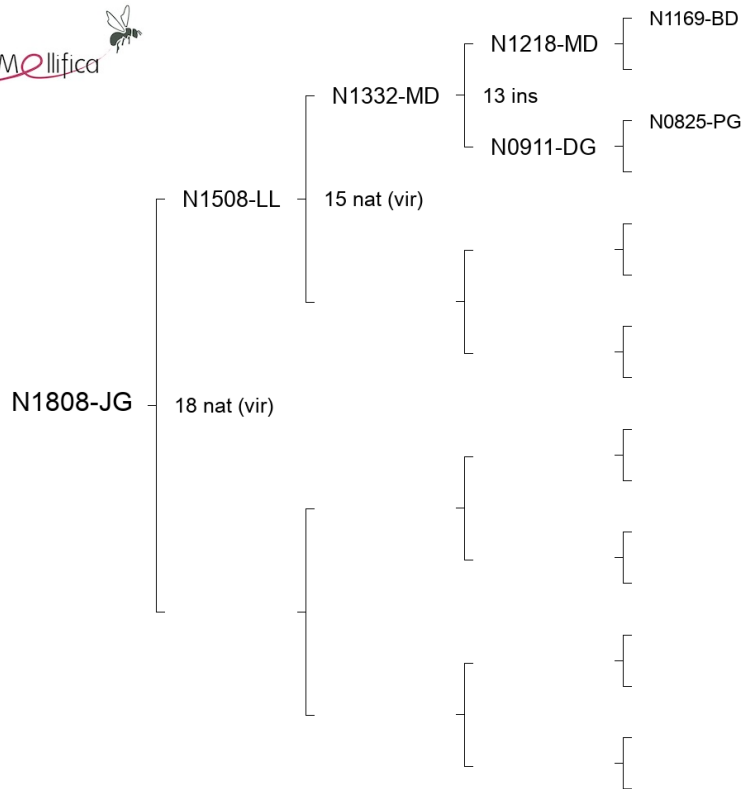 Mellifica
N1169-BD
N1218-MD
N1332-MD
13 ins
N0825-PG
N0911-DG
N1508-LL
15 nat (vir)
N1808-JG
18 nat (vir)